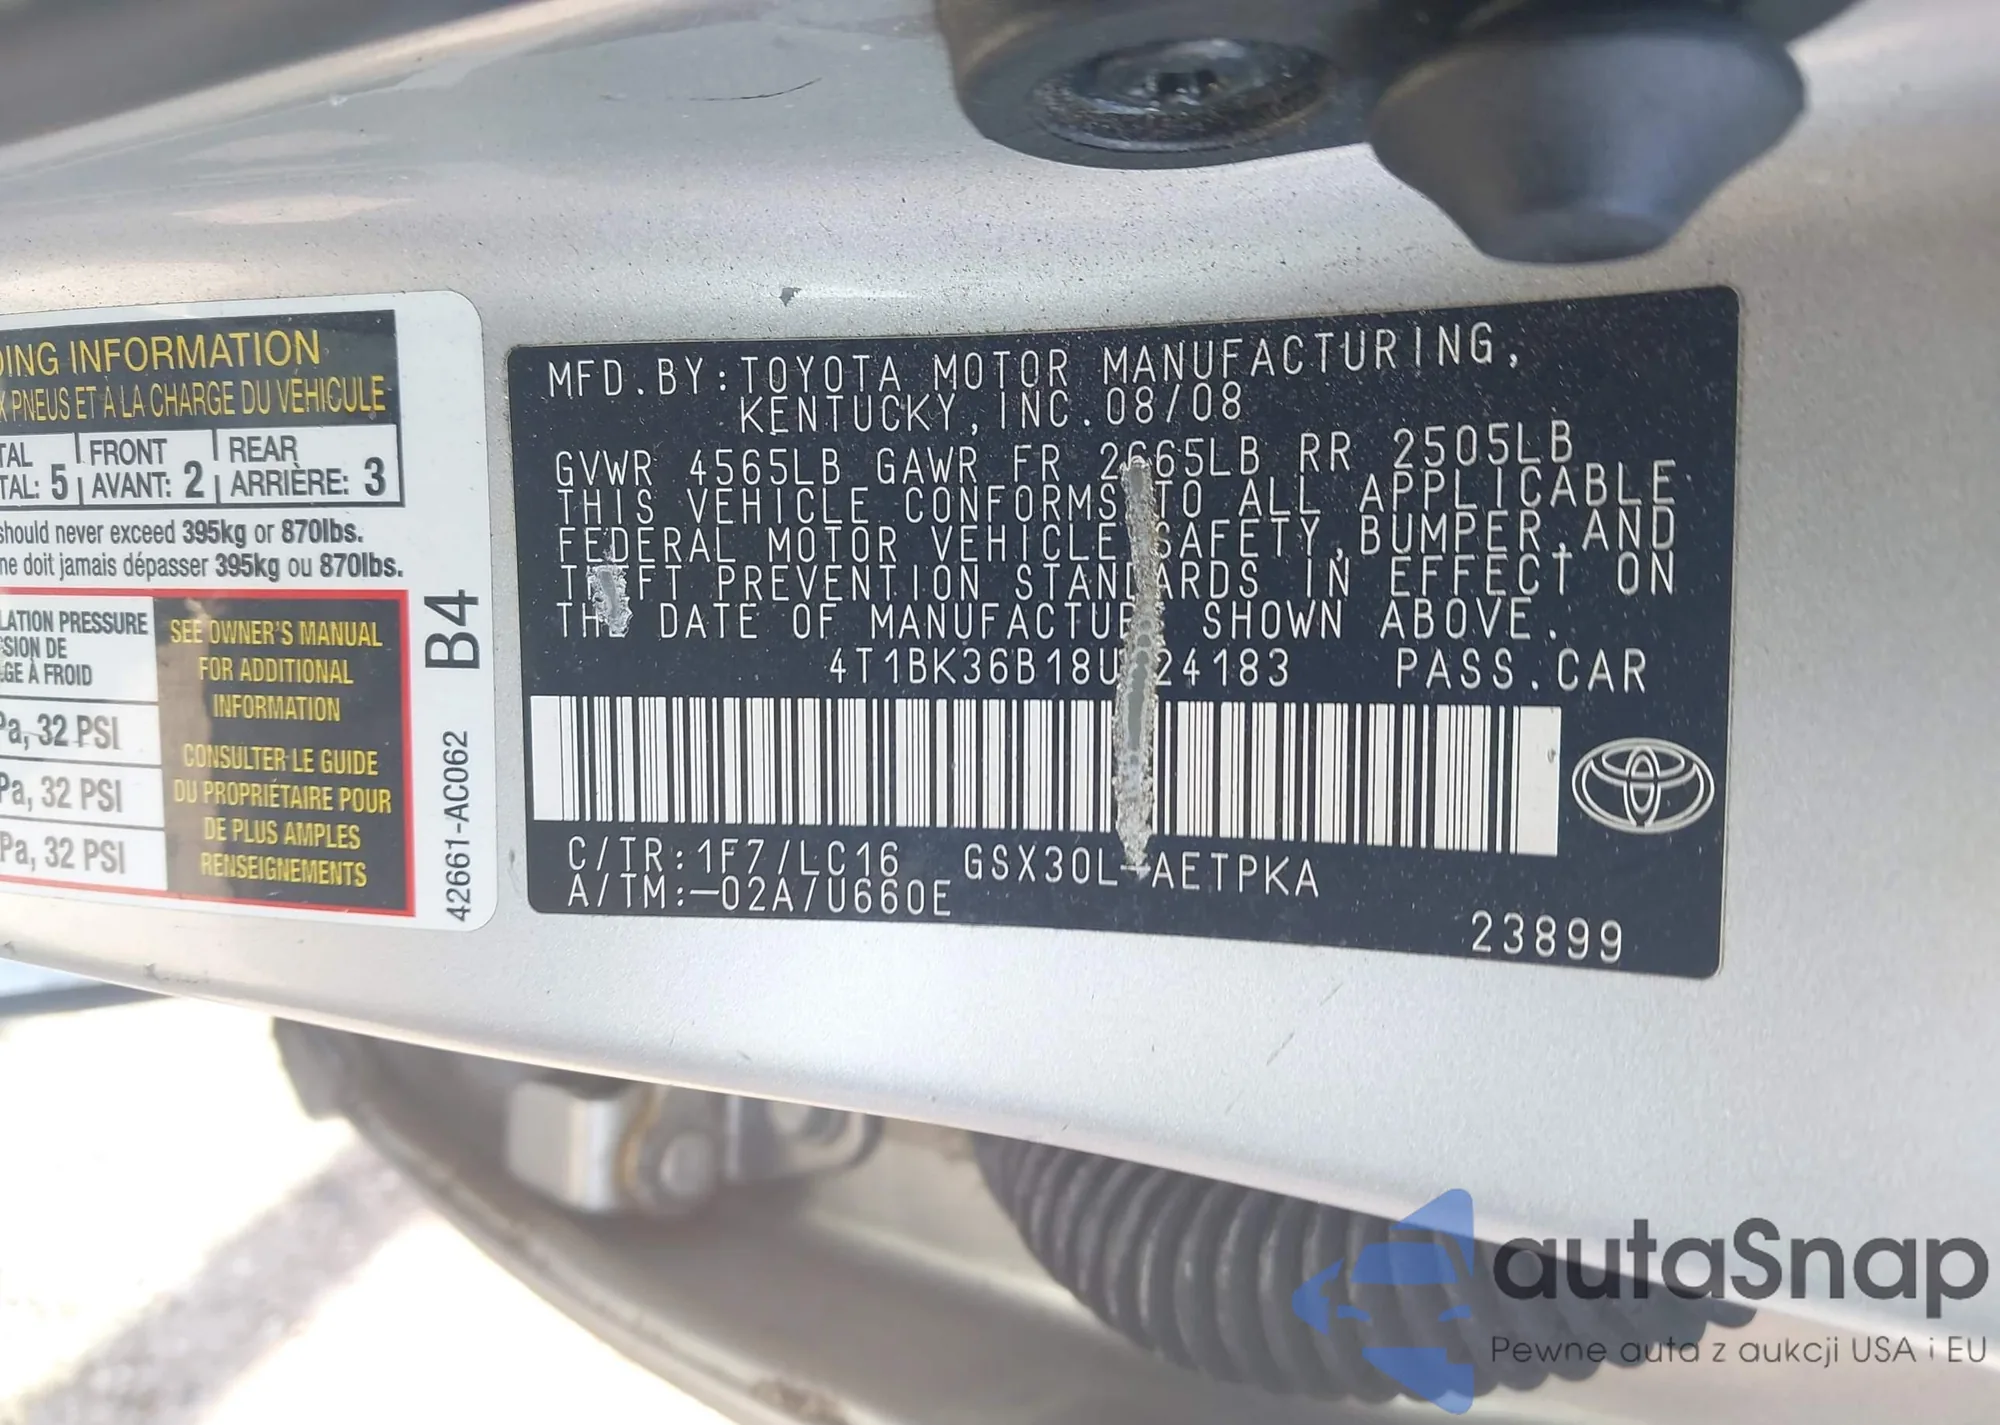 DING INFORMATION
X PNEUS ET À LA CHARGE DU VÉHICULE
TAL FRONT REAR
TAL: 5 AVANT: 2 ARRIÈRE: 3
should never exceed 395kg or 870lbs.
ne doit jamais dépasser 395kg ou 870lbs.
LATION PRESSURE
SION DE
GE À FROID
Pa, 32 PSI
Pa, 32 PSI
Pa, 32 PSI
SEE OWNER'S MANUAL
FOR ADDITIONAL
INFORMATION
CONSULTER LE GUIDE
DU PROPRIÉTAIRE POUR
DE PLUS AMPLES
RENSEIGNEMENTS
B4
42661-AC062
MFD.BY:TOYOTA MOTOR MANUFACTURING,
KENTUCKY, INC. 08/08
GVWR 4565LB GAWR FR 2665LB RR 2505LB
THIS VEHICLE CONFORMS TO ALL APPLICABLE
FEDERAL MOTOR VEHICLE SAFETY,BUMPER,AND
THEFT PREVENTION STANDARDS IN EFFECT ON
THE DATE OF MANUFACTURE SHOWN ABOVE.
4T1BK36B18U 24183 PASS.CAR
C/TR:1F7/LC16 GSX30L-AETPKA
A/TM:-02A/U660E
23899
autaSnap
Pewne auta z aukcji USA i EU